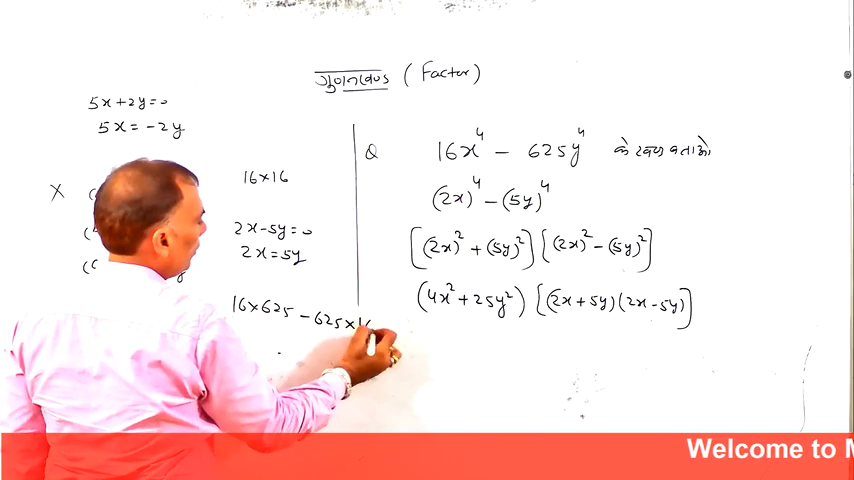 गुणनखण्ड (Factor)
5x+2y=0
5x=-2y
X
16×16
2x-5y=0
2x=5y
16×625-625×16
Q 16x⁴ - 625y⁴ के खण्ड बताओ
(2x)⁴-(5y)⁴
[(2x)²+(5y)²][(2x)²-(5y)²]
(4x²+25y²)[(2x+5y)(2x-5y)]
Welcome to M